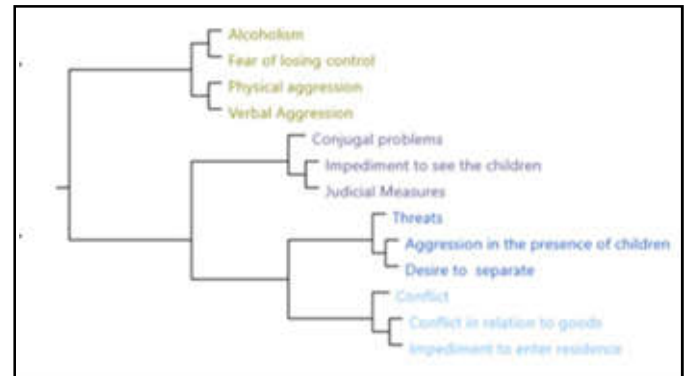 Alcoholism
Fear of losing control
Physical aggression
Verbal Aggression
Conjugal problems
Impediment to see the children
Judicial Measures
Threats
Aggression in the presence of children
Desire to separate
Conflict
Conflict in relation to goods
Impediment to enter residence